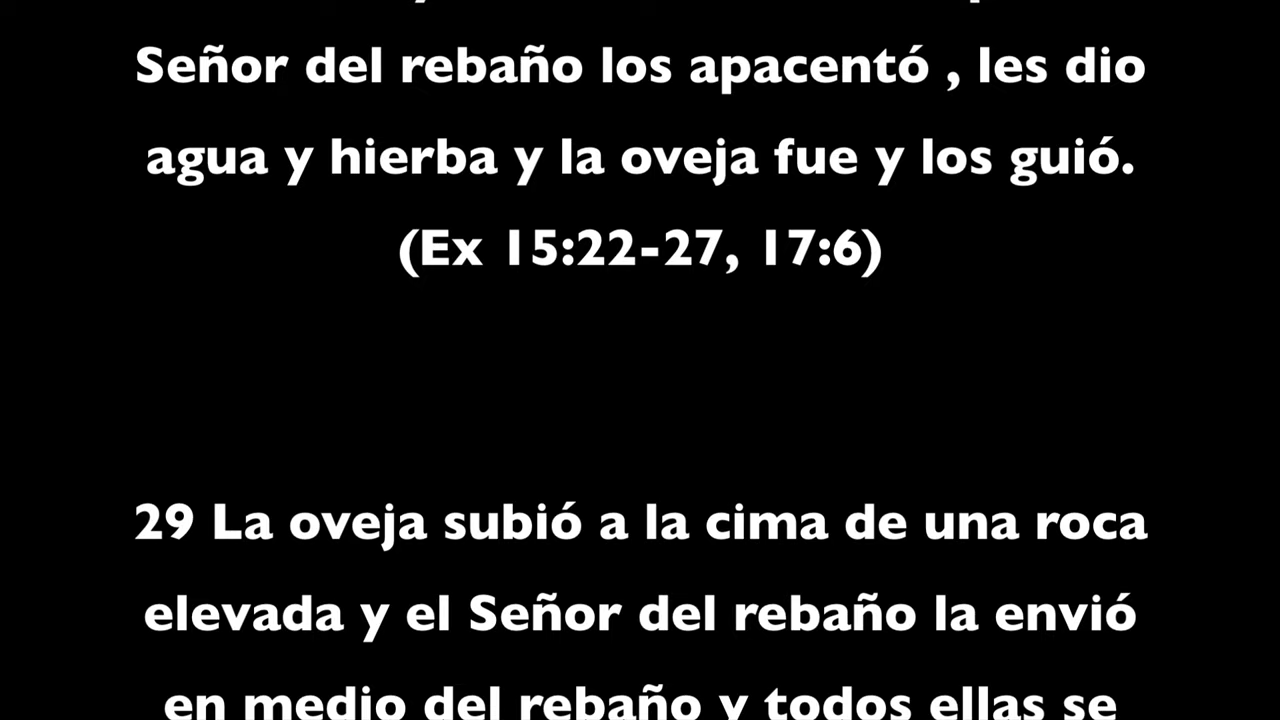 Señor del rebaño los apacentó , les dio
agua y hierba y la oveja fue y los guió.
(Ex 15:22-27, 17:6)
29 La oveja subió a la cima de una roca
elevada y el Señor del rebaño la envió
en medio del rebaño y todos ellas se